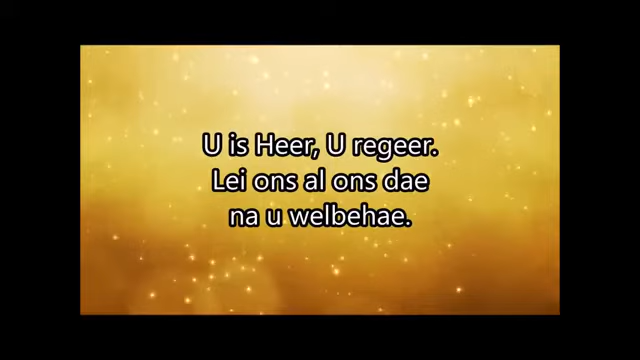 U is Heer, U regeer.
Lei ons al ons dae
na u welbehae.